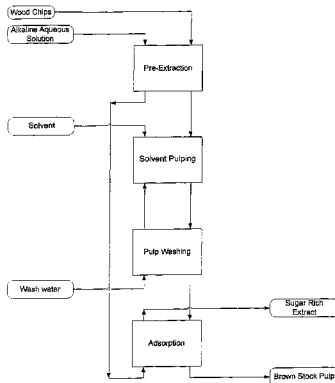 Wood Chips
Alkaline Aqueous
Solution
Pre-Extraction
Solvent
Solvent Pulping
Pulp Washing
Wash water
Sugar Rich
Extract
Adsorption
Brown Stock Pulp